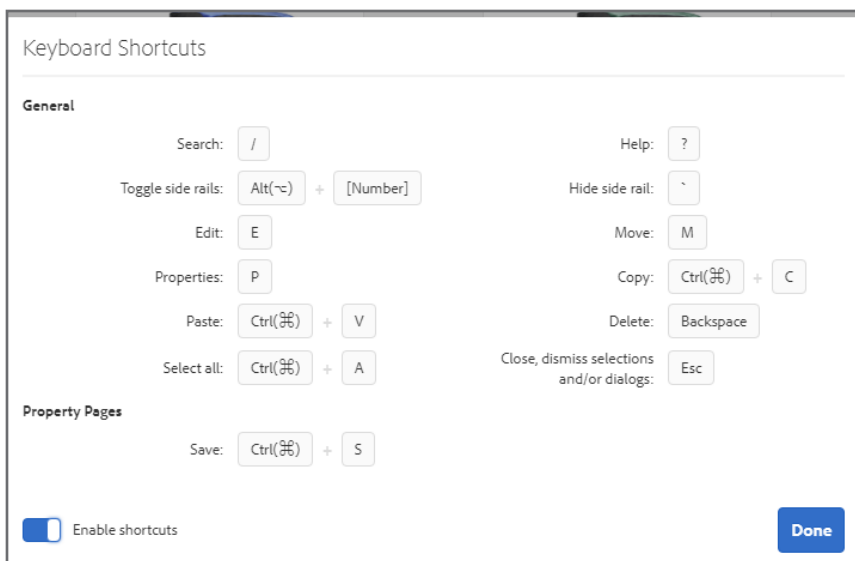 Keyboard Shortcuts
General
Search: / Help: ?
Toggle side rails: Alt(⌥) + [Number] Hide side rail: `
Edit: E Move: M
Properties: P Copy: Ctrl(⌘) + C
Paste: Ctrl(⌘) + V Delete: Backspace
Select all: Ctrl(⌘) + A Close, dismiss selections
and/or dialogs: Esc
Property Pages
Save: Ctrl(⌘) + S
Enable shortcuts Done